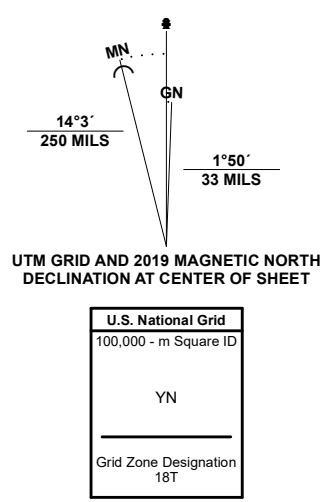 MN
GN
14°3´
250 MILS
1°50´
33 MILS
UTM GRID AND 2019 MAGNETIC NORTH
DECLINATION AT CENTER OF SHEET
U.S. National Grid
100,000 - m Square ID
YN
Grid Zone Designation
18T